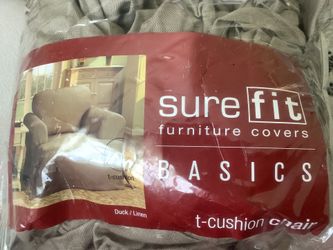 sure fit
furniture covers
BASICS
t-cushion
Duck / Linen
t-cushion chair